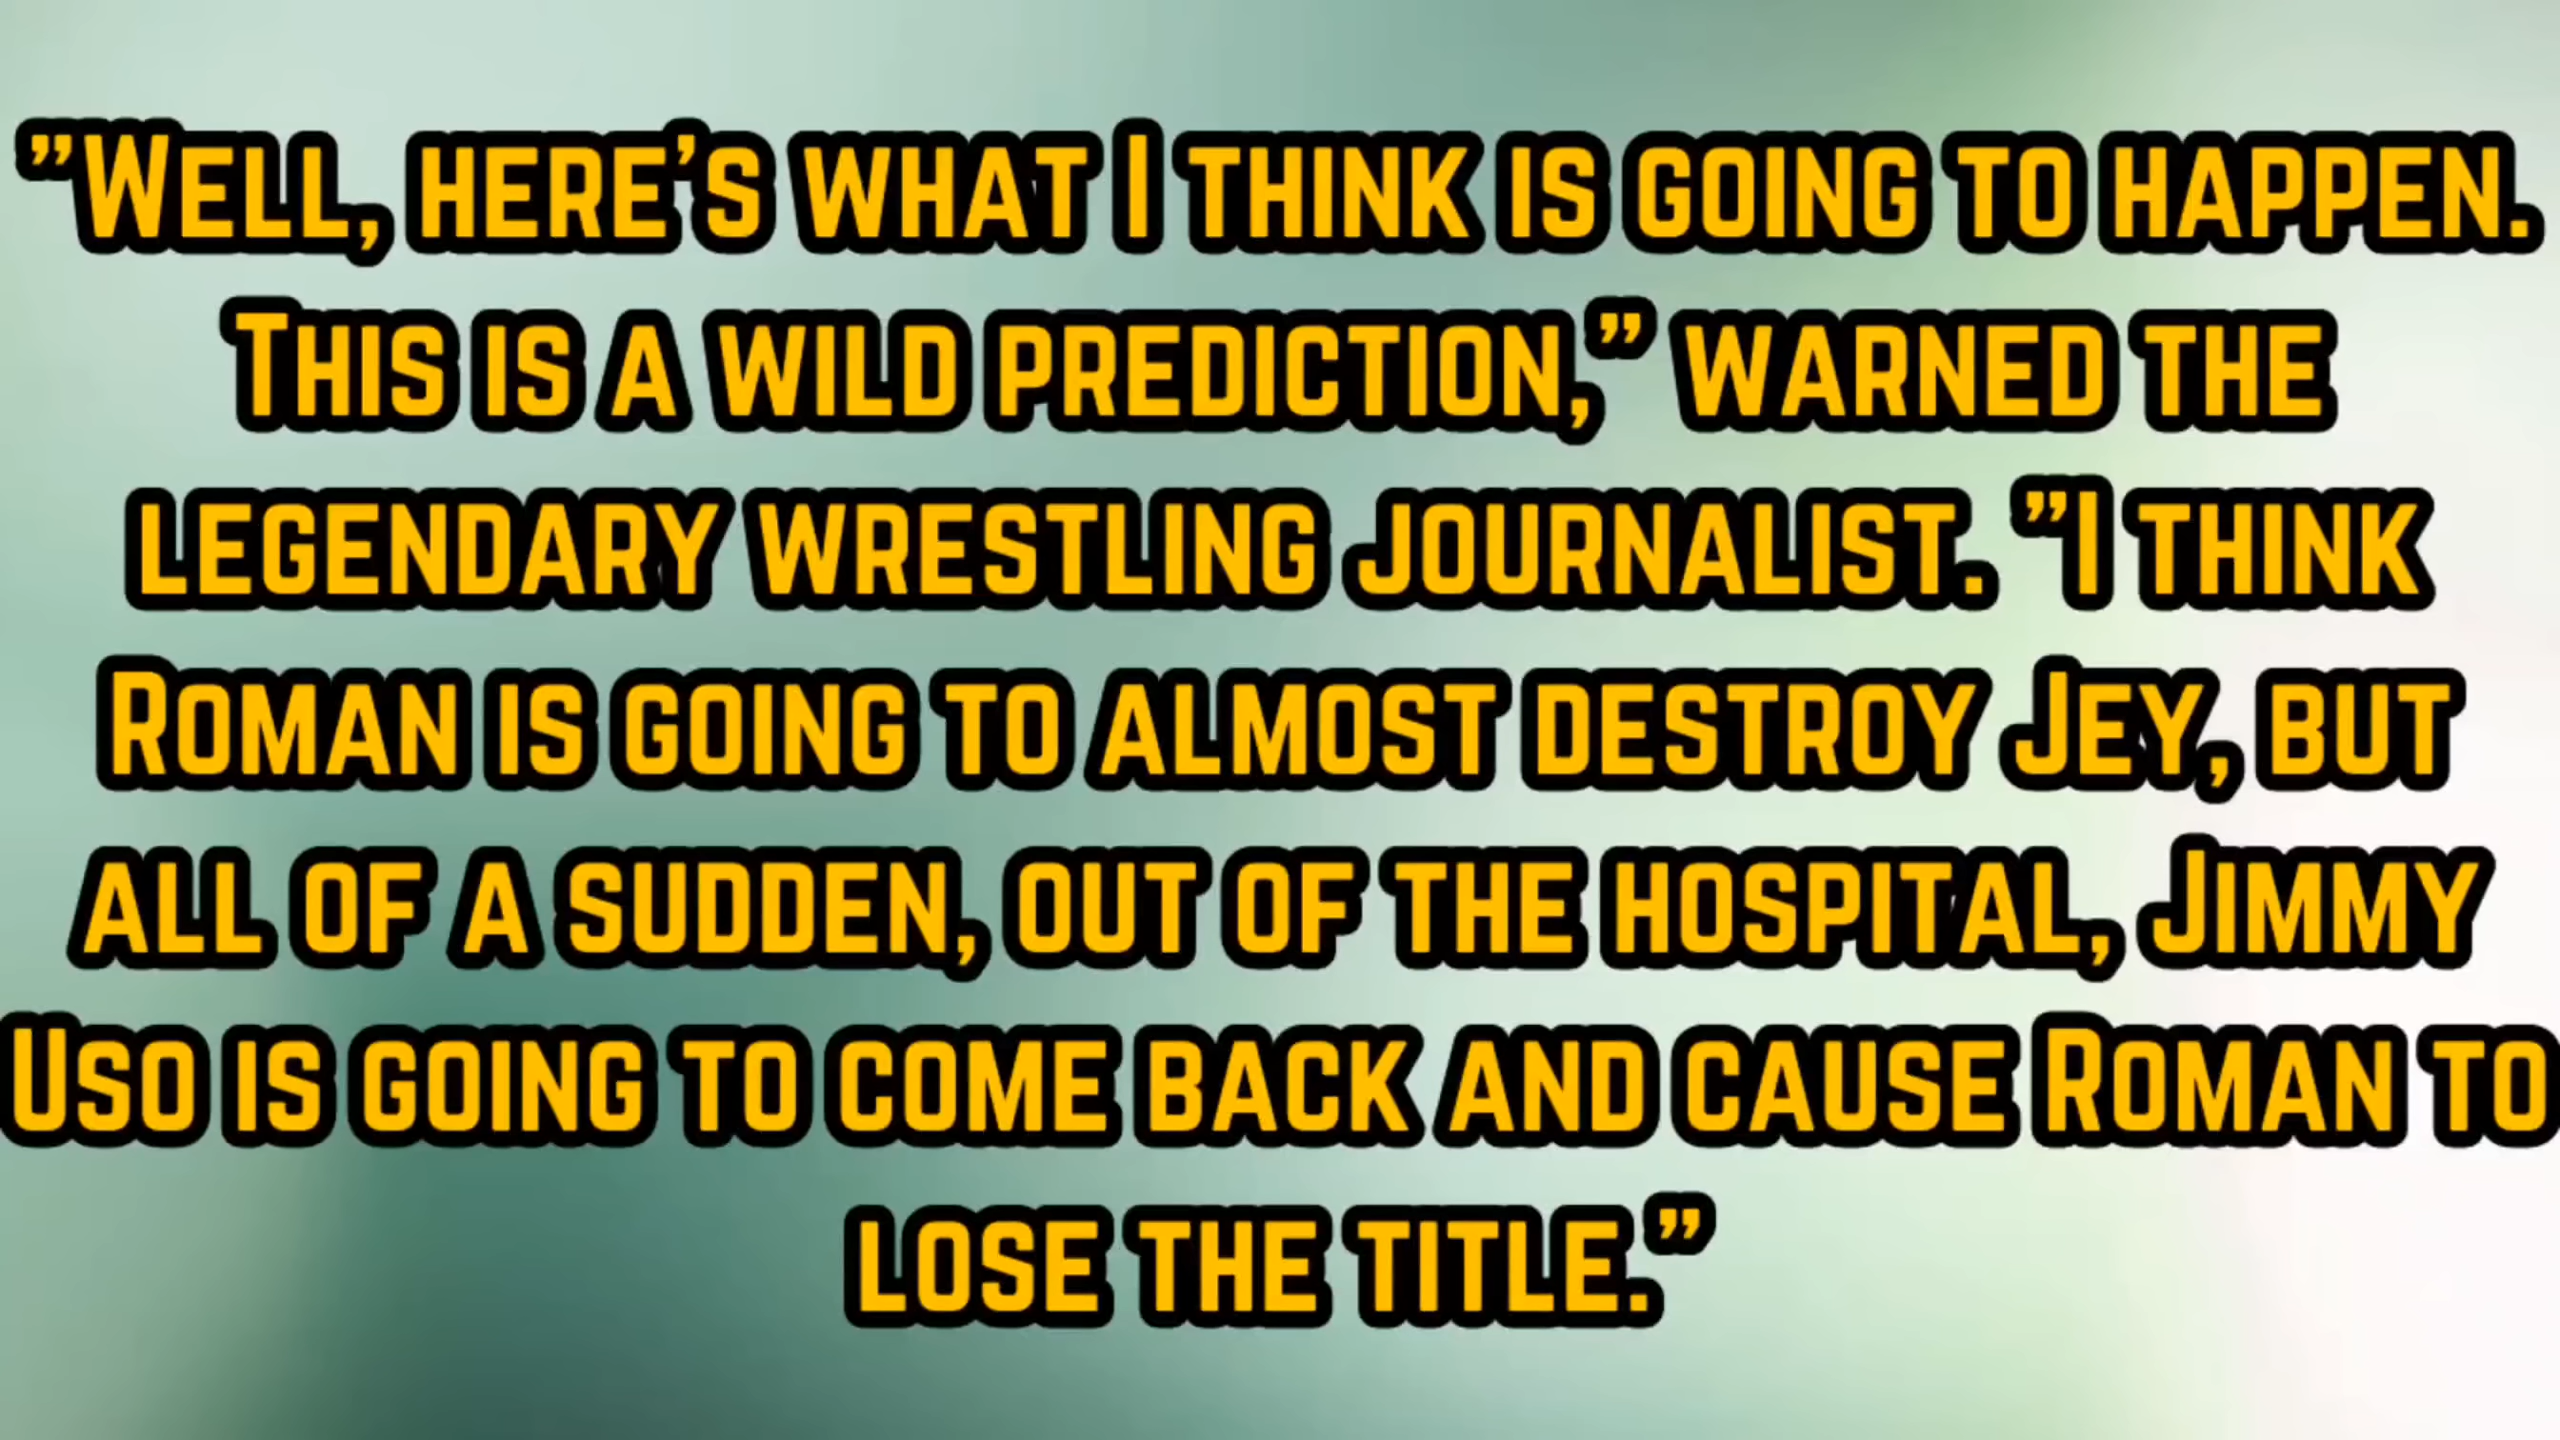 ”Well, here’s what I think is going to happen.
This is a wild prediction,” warned the
legendary wrestling journalist. ”I think
Roman is going to almost destroy Jey, but
all of a sudden, out of the hospital, Jimmy
Uso is going to come back and cause Roman to
lose the title.”